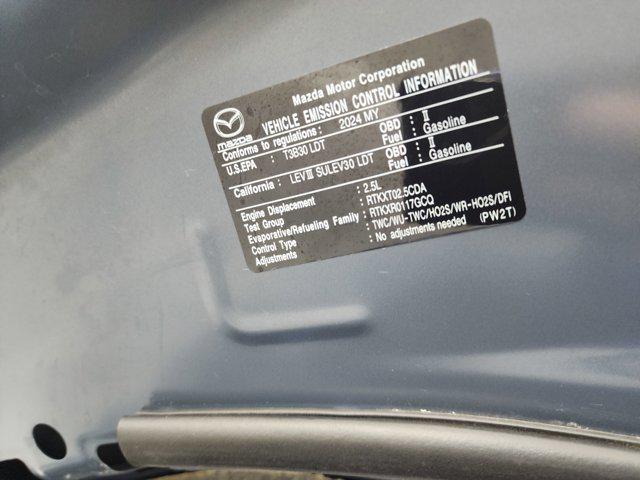 Mazda Motor Corporation
mazda
VEHICLE EMISSION CONTROL INFORMATION
Conforms to regulations: 2024 MY
U.S.EPA : T3B30 LDT OBD : II
Fuel : Gasoline
California : LEVIII SULEV30 LDT OBD : II
Fuel : Gasoline
Engine Displacement : 2.5L
Test Group : RTKXT02.5CDA
Evaporative/Refueling Family : RTKXR0117GCQ
Control Type : TWC/WU-TWC/HO2S/WR-HO2S/DFI
Adjustments : No adjustments needed (PW2T)